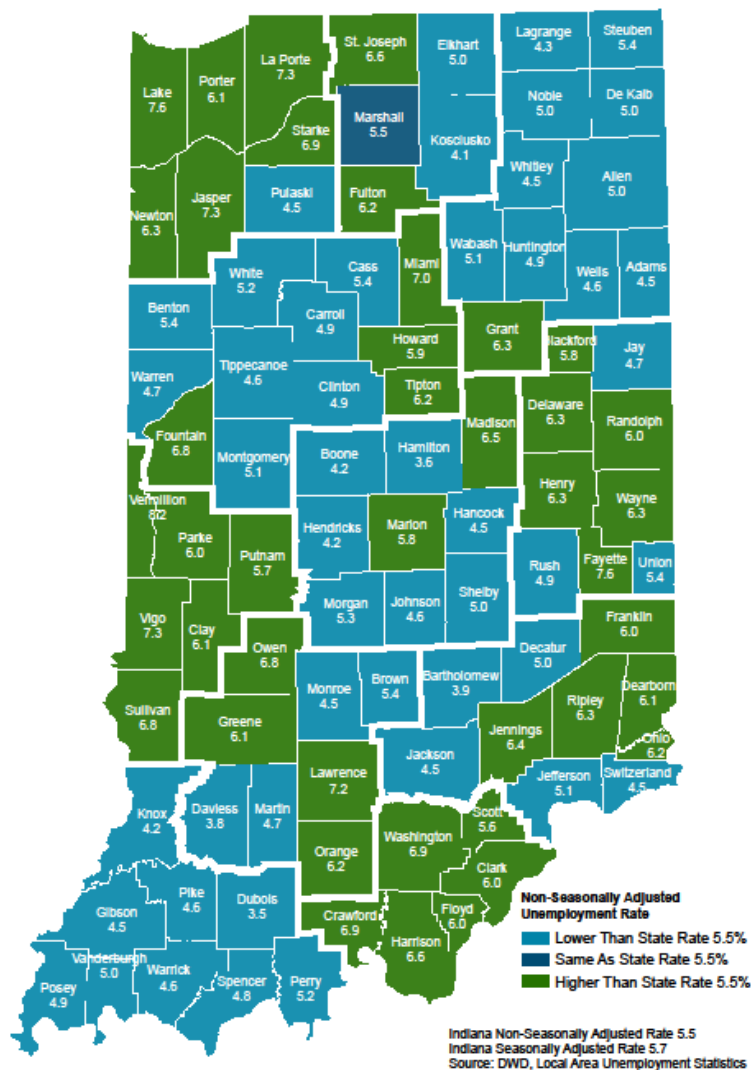 St. Joseph
6.6
Elkhart
5.0
Lagrange
4.3
Steuben
5.4
La Porte
7.3
Lake
7.6
Porter
6.1
Noble
5.0
De Kalb
5.0
Marshall
5.5
Starke
6.9
Kosciusko
4.1
Whitley
4.5
Allen
5.0
Newton
6.3
Jasper
7.3
Pulaski
4.5
Fulton
6.2
Miami
7.0
Wabash
5.1
Huntington
4.9
Wells
4.6
Adams
4.5
White
5.2
Cass
5.4
Benton
5.4
Carroll
4.9
Grant
6.3
Blackford
5.8
Jay
4.7
Howard
5.9
Warren
4.7
Tippecanoe
4.6
Clinton
4.9
Tipton
6.2
Madison
6.5
Delaware
6.3
Randolph
6.0
Fountain
6.8
Montgomery
5.1
Boone
4.2
Hamilton
3.6
Henry
6.3
Wayne
6.3
Vermillion
8.2
Parke
6.0
Putnam
5.7
Hendricks
4.2
Marion
5.8
Hancock
4.5
Rush
4.9
Fayette
7.6
Union
5.4
Vigo
7.3
Clay
6.1
Morgan
5.3
Johnson
4.6
Shelby
5.0
Franklin
6.0
Owen
6.8
Decatur
5.0
Sullivan
6.8
Greene
6.1
Monroe
4.5
Brown
5.4
Bartholomew
3.9
Jennings
6.4
Ripley
6.3
Dearborn
6.1
Ohio
6.2
Jackson
4.5
Jefferson
5.1
Switzerland
4.5
Knox
4.2
Daviess
3.8
Martin
4.7
Lawrence
7.2
Orange
6.2
Washington
6.9
Scott
5.6
Clark
6.0
Gibson
4.5
Pike
4.6
Dubois
3.5
Crawford
6.9
Harrison
6.6
Floyd
6.0
Posey
4.9
Vanderburgh
5.0
Warrick
4.6
Spencer
4.8
Perry
5.2
Non-Seasonally Adjusted
Unemployment Rate
Lower Than State Rate 5.5%
Same As State Rate 5.5%
Higher Than State Rate 5.5%
Indiana Non-Seasonally Adjusted Rate 5.5
Indiana Seasonally Adjusted Rate 5.7
Source: DWD, Local Area Unemployment Statistics